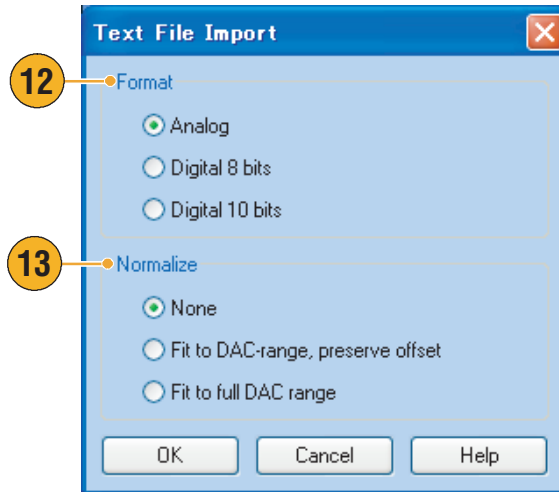 Text File Import
12
Format
Analog
Digital 8 bits
Digital 10 bits
13
Normalize
None
Fit to DAC-range, preserve offset
Fit to full DAC range
OK Cancel Help